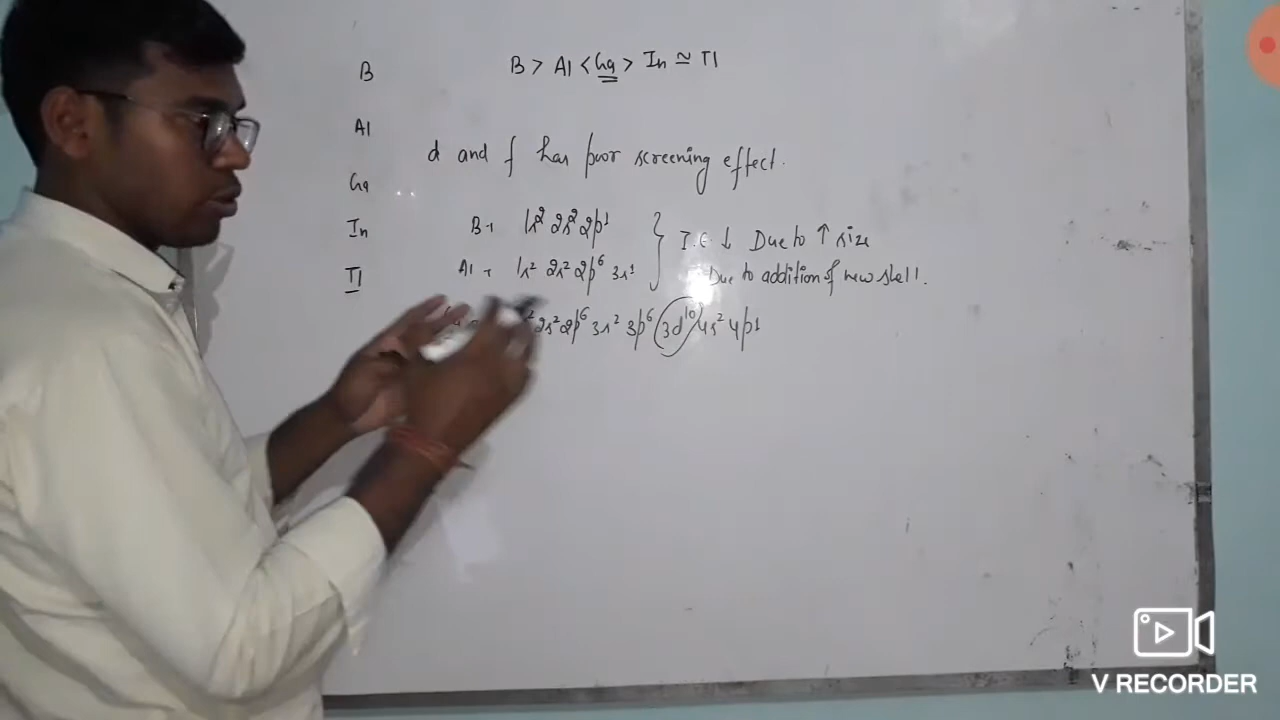 B
Al
Ga
In
Tl
B > Al < Ga > In ≃ Tl
d and f has poor screening effect.
B → 1s² 2s² 2p¹
Al → 1s² 2s² 2p⁶ 3s¹
I.E ↓ Due to ↑ size
Due to addition of new shell.
2s² 2p⁶ 3s² 3p⁶ 3d¹⁰ 4s² 4p¹
V RECORDER